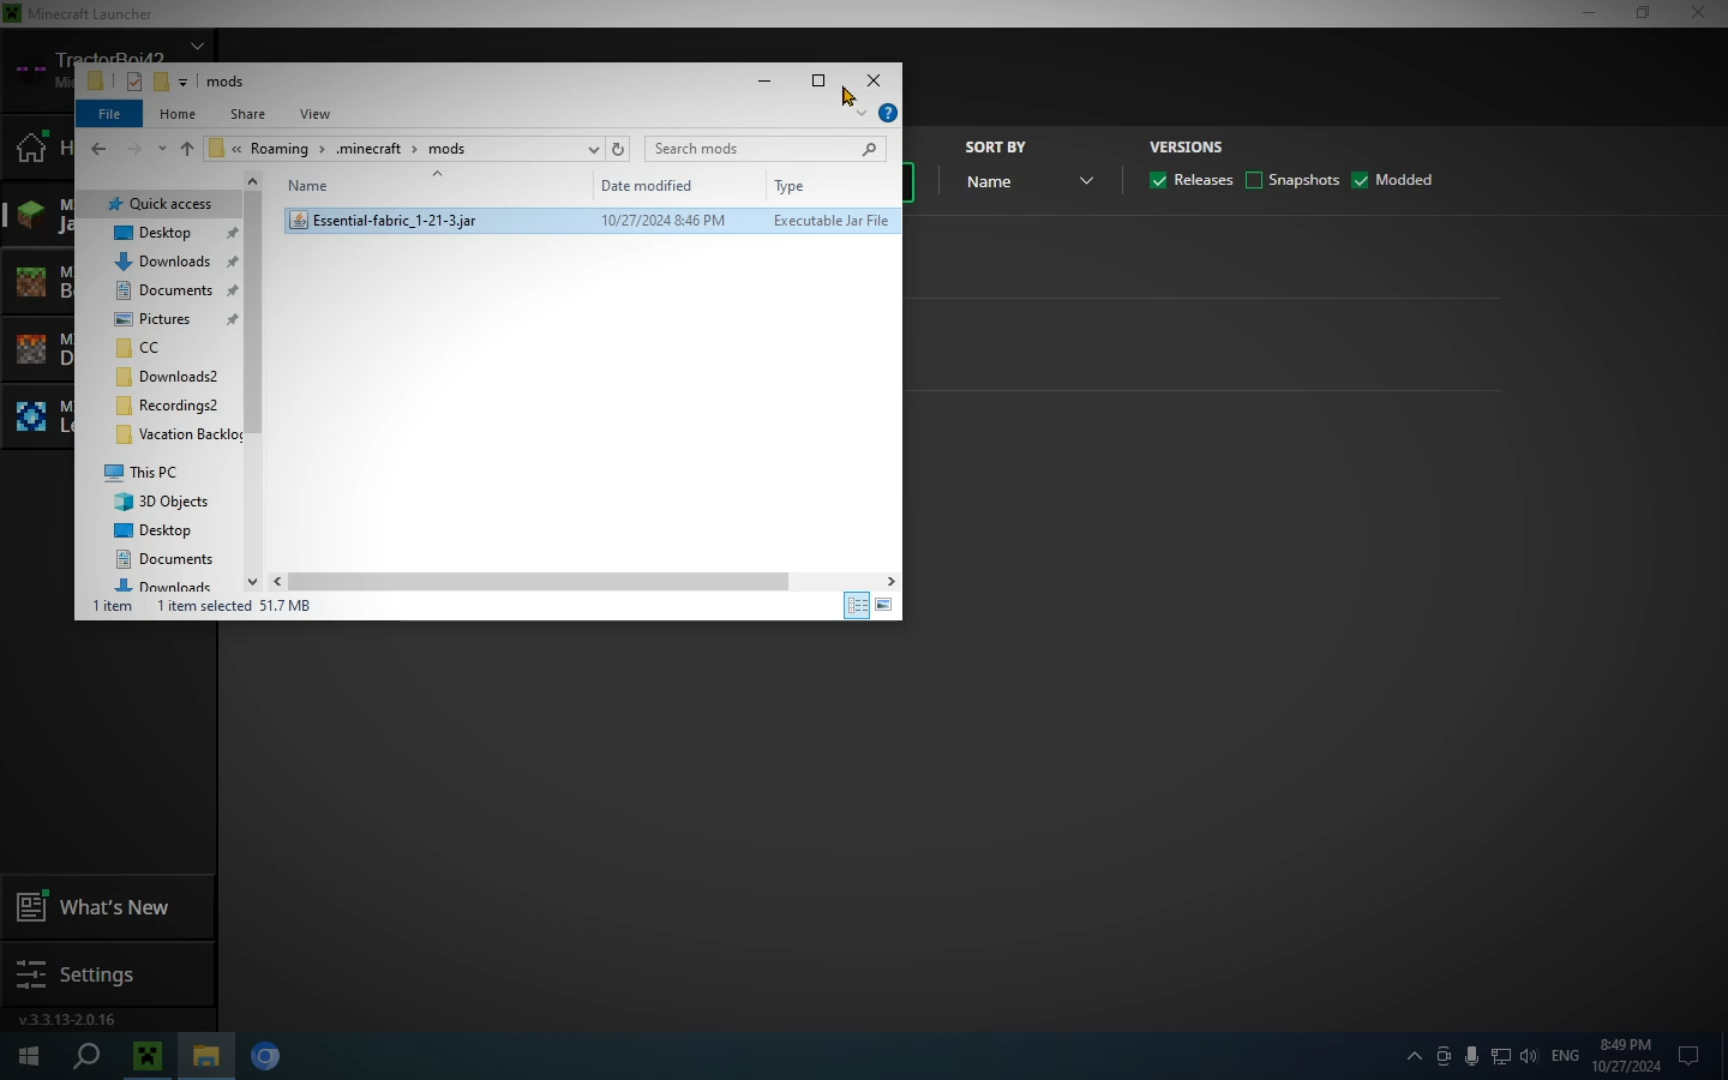 Minecraft Launcher
TractorBoi42
mods
File Home Share View
« Roaming › .minecraft › mods
Search mods
Name
Date modified
Type
Quick access
Essential-fabric_1-21-3.jar
10/27/2024 8:46 PM
Executable Jar File
Desktop
Downloads
Documents
Pictures
CC
Downloads2
Recordings2
Vacation Backlog
This PC
3D Objects
Desktop
Documents
Downloads
1 item
1 item selected 51.7 MB
SORT BY
Name
VERSIONS
Releases
Snapshots
Modded
What's New
Settings
v.3.3.13-2.0.16
ENG
8:49 PM
10/27/2024